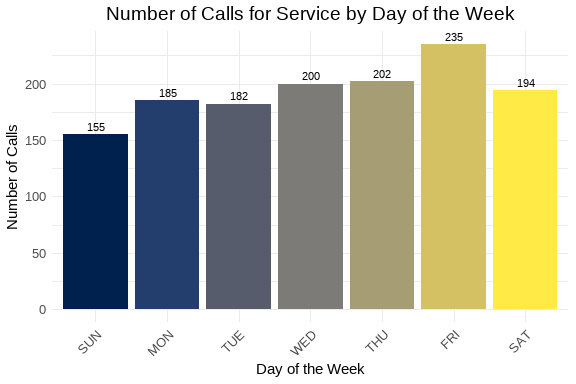 Number of Calls for Service by Day of the Week
Number of Calls
200
150
100
50
0
155
185
182
200
202
235
194
SUN
MON
TUE
WED
THU
FRI
SAT
Day of the Week